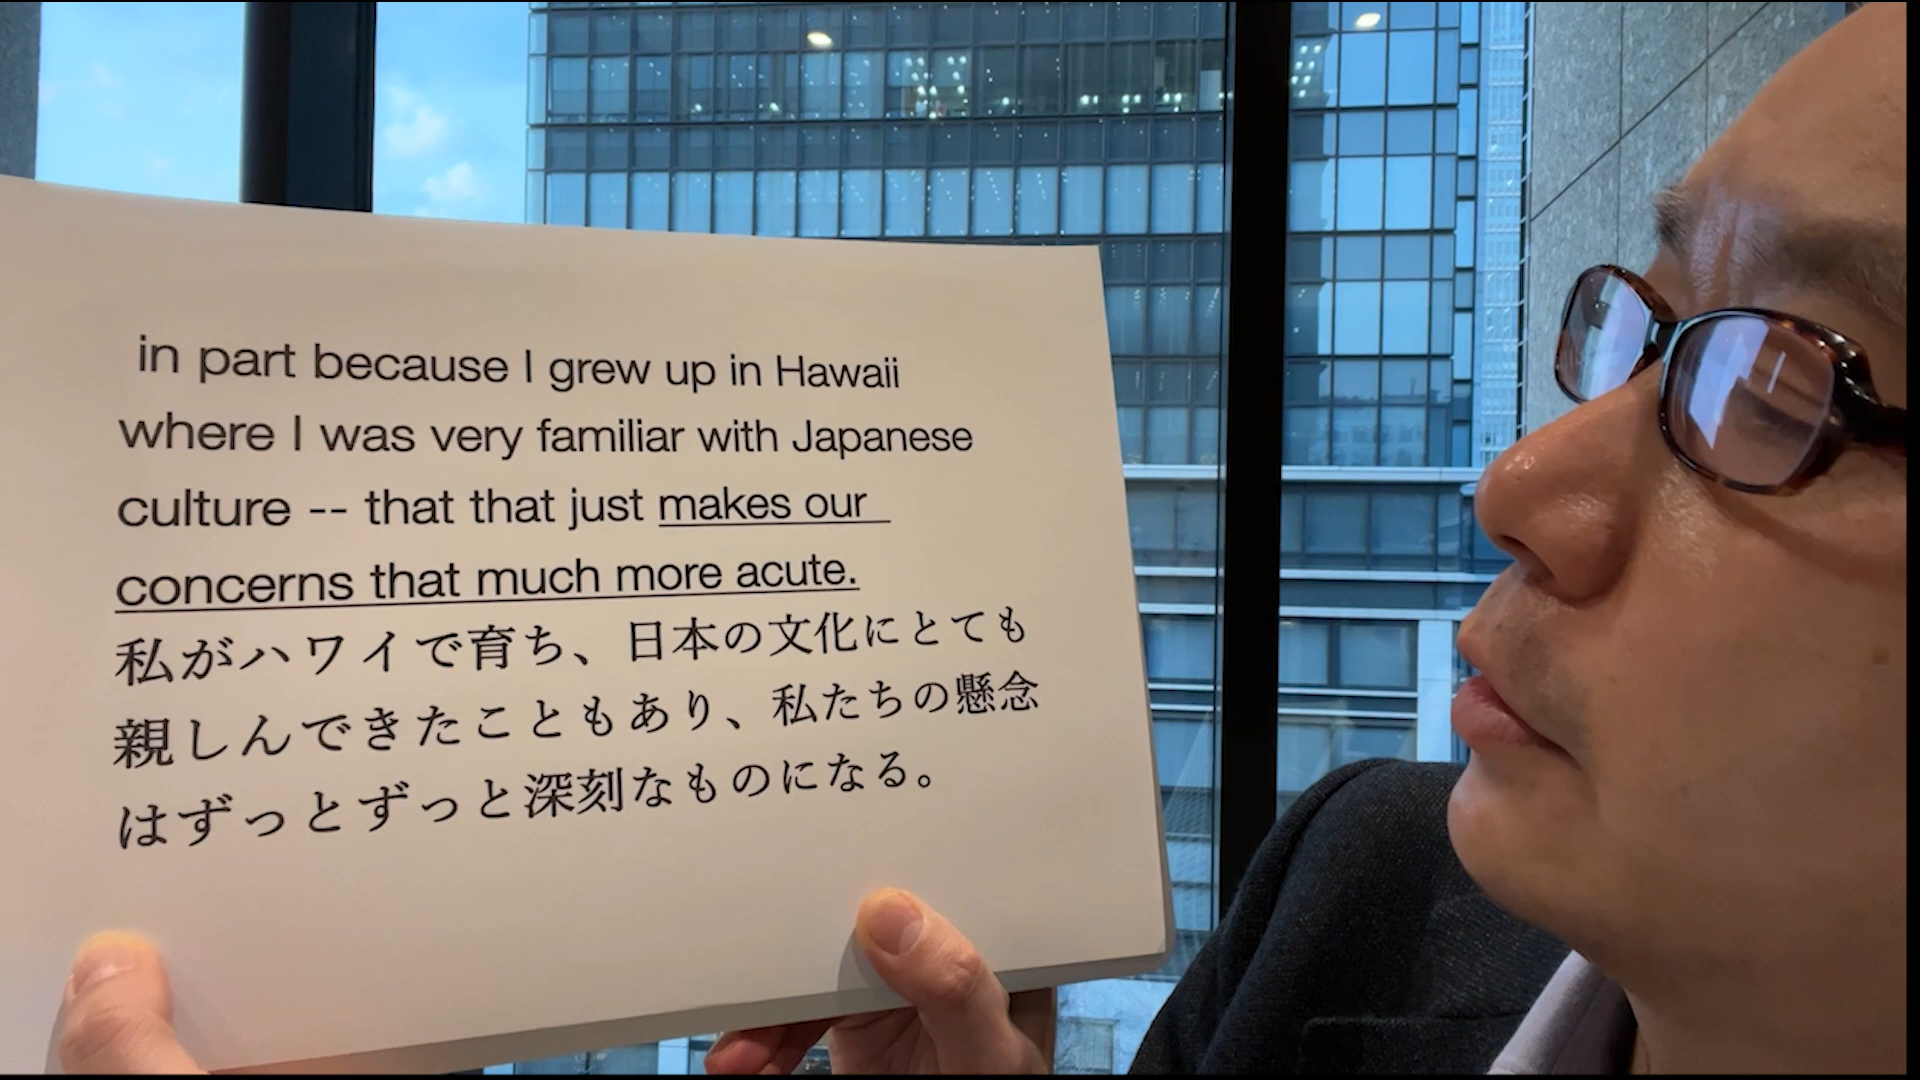 in part because I grew up in Hawaii
where I was very familiar with Japanese
culture -- that that just makes our
concerns that much more acute.
私がハワイで育ち、日本の文化にとても
親しんできたこともあり、私たちの懸念
はずっとずっと深刻なものになる。